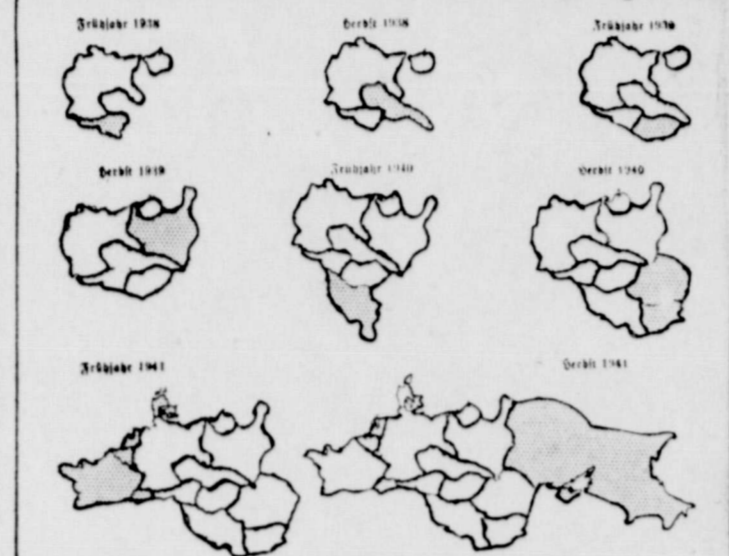 Frühjahr 1938
Herbst 1938
Frühjahr 1939
Herbst 1939
Frühjahr 1940
Herbst 1940
Frühjahr 1941
Herbst 1941